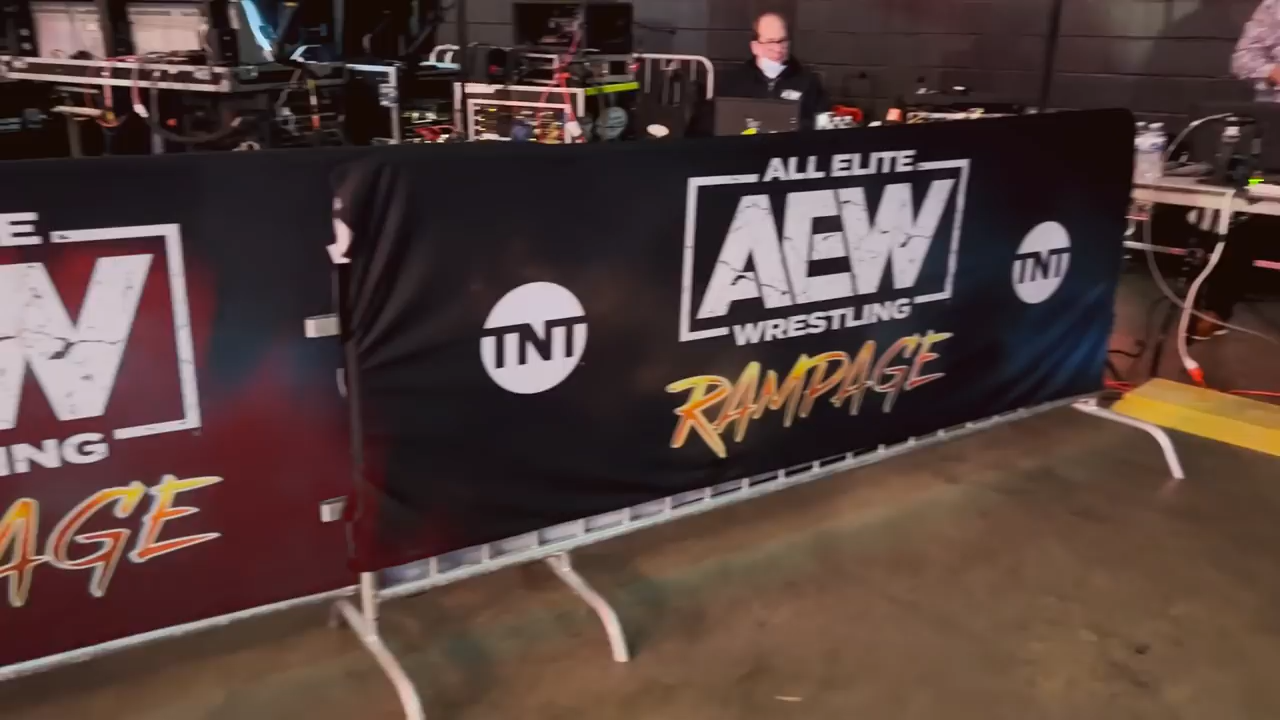 E
W
ING
AGE
TNT
ALL ELITE
AEW
WRESTLING
RAMPAGE
TNT